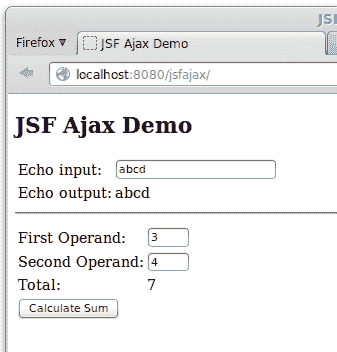 JSF
Firefox
JSF Ajax Demo
localhost:8080/jsfajax/
JSF Ajax Demo
Echo input: abcd
Echo output: abcd
First Operand: 3
Second Operand: 4
Total: 7
Calculate Sum